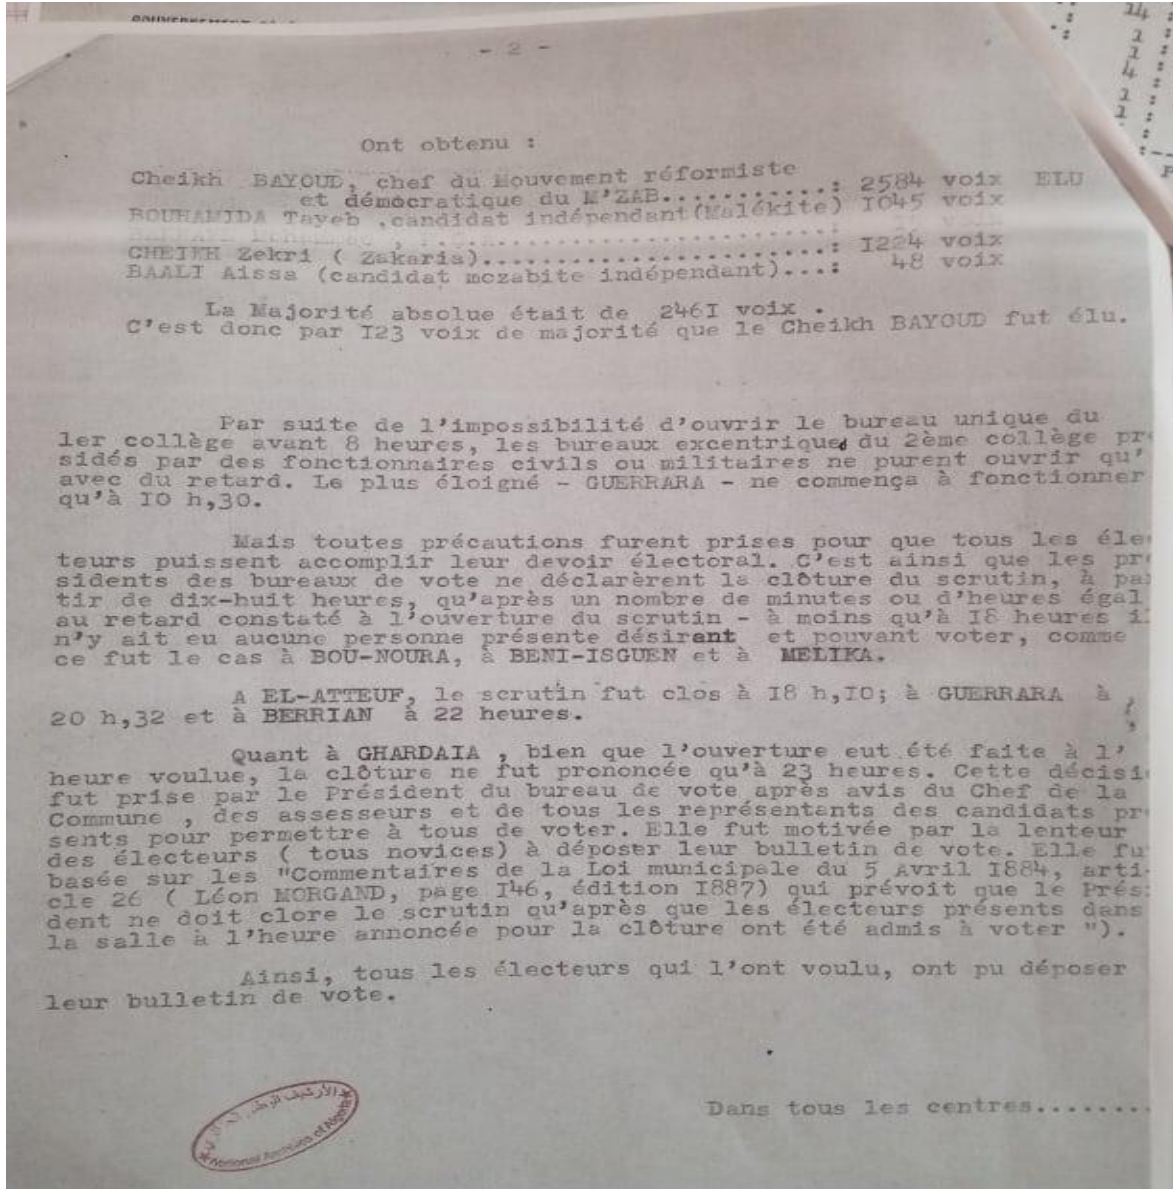 - 2 -
Ont obtenu :
Cheikh BAYOUD, chef du Mouvement réformiste
et démocratique du M'ZAB..........: 2584 voix ELU
BOUHAMIDA Tayeb ,candidat indépendant(Malékite) I045 voix
CHEIKH Zekri ( Zakaria)......................: I224 voix
BAALI Aissa (candidat mozabite indépendant)...: 48 voix
La Majorité absolue était de 246I voix .
C'est donc par I23 voix de majorité que le Cheikh BAYOUD fut élu.
Par suite de l'impossibilité d'ouvrir le bureau unique du
1er collège avant 8 heures, les bureaux excentriques du 2ème collège pr
sidés par des fonctionnaires civils ou militaires ne purent ouvrir qu'
avec du retard. Le plus éloigné - GUERRARA - ne commença à fonctionner
qu'à IO h,30.
Mais toutes précautions furent prises pour que tous les éle
teurs puissent accomplir leur devoir électoral. C'est ainsi que les pr
sidents des bureaux de vote ne déclarèrent la clôture du scrutin, à par
tir de dix-huit heures, qu'après un nombre de minutes ou d'heures égal
au retard constaté à l'ouverture du scrutin - à moins qu'à I8 heures i
n'y ait eu aucune personne présente désirant et pouvant voter, comme
ce fut le cas à BOU-NOURA, à BENI-ISGUEN et à MELIKA.
A EL-ATTEUF, le scrutin fut clos à I8 h,IO; à GUERRARA à
20 h,32 et à BERRIAN à 22 heures.
Quant à GHARDAIA , bien que l'ouverture eut été faite à l'
heure voulue, la clôture ne fut prononcée qu'à 23 heures. Cette décisi
fut prise par le Président du bureau de vote après avis du Chef de la
Commune , des assesseurs et de tous les représentants des candidats pr
sents pour permettre à tous de voter. Elle fut motivée par la lenteur
des électeurs ( tous novices) à déposer leur bulletin de vote. Elle fu
basée sur les "Commentaires de la Loi municipale du 5 Avril I884, arti-
cle 26 ( Léon MORGAND, page I46, édition I887) qui prévoit que le Prési
dent ne doit clore le scrutin qu'après que les électeurs présents dans
la salle à l'heure annoncée pour la clôture ont été admis à voter ").
Ainsi, tous les électeurs qui l'ont voulu, ont pu déposer
leur bulletin de vote.
Dans tous les centres........
National Archives of Algeria